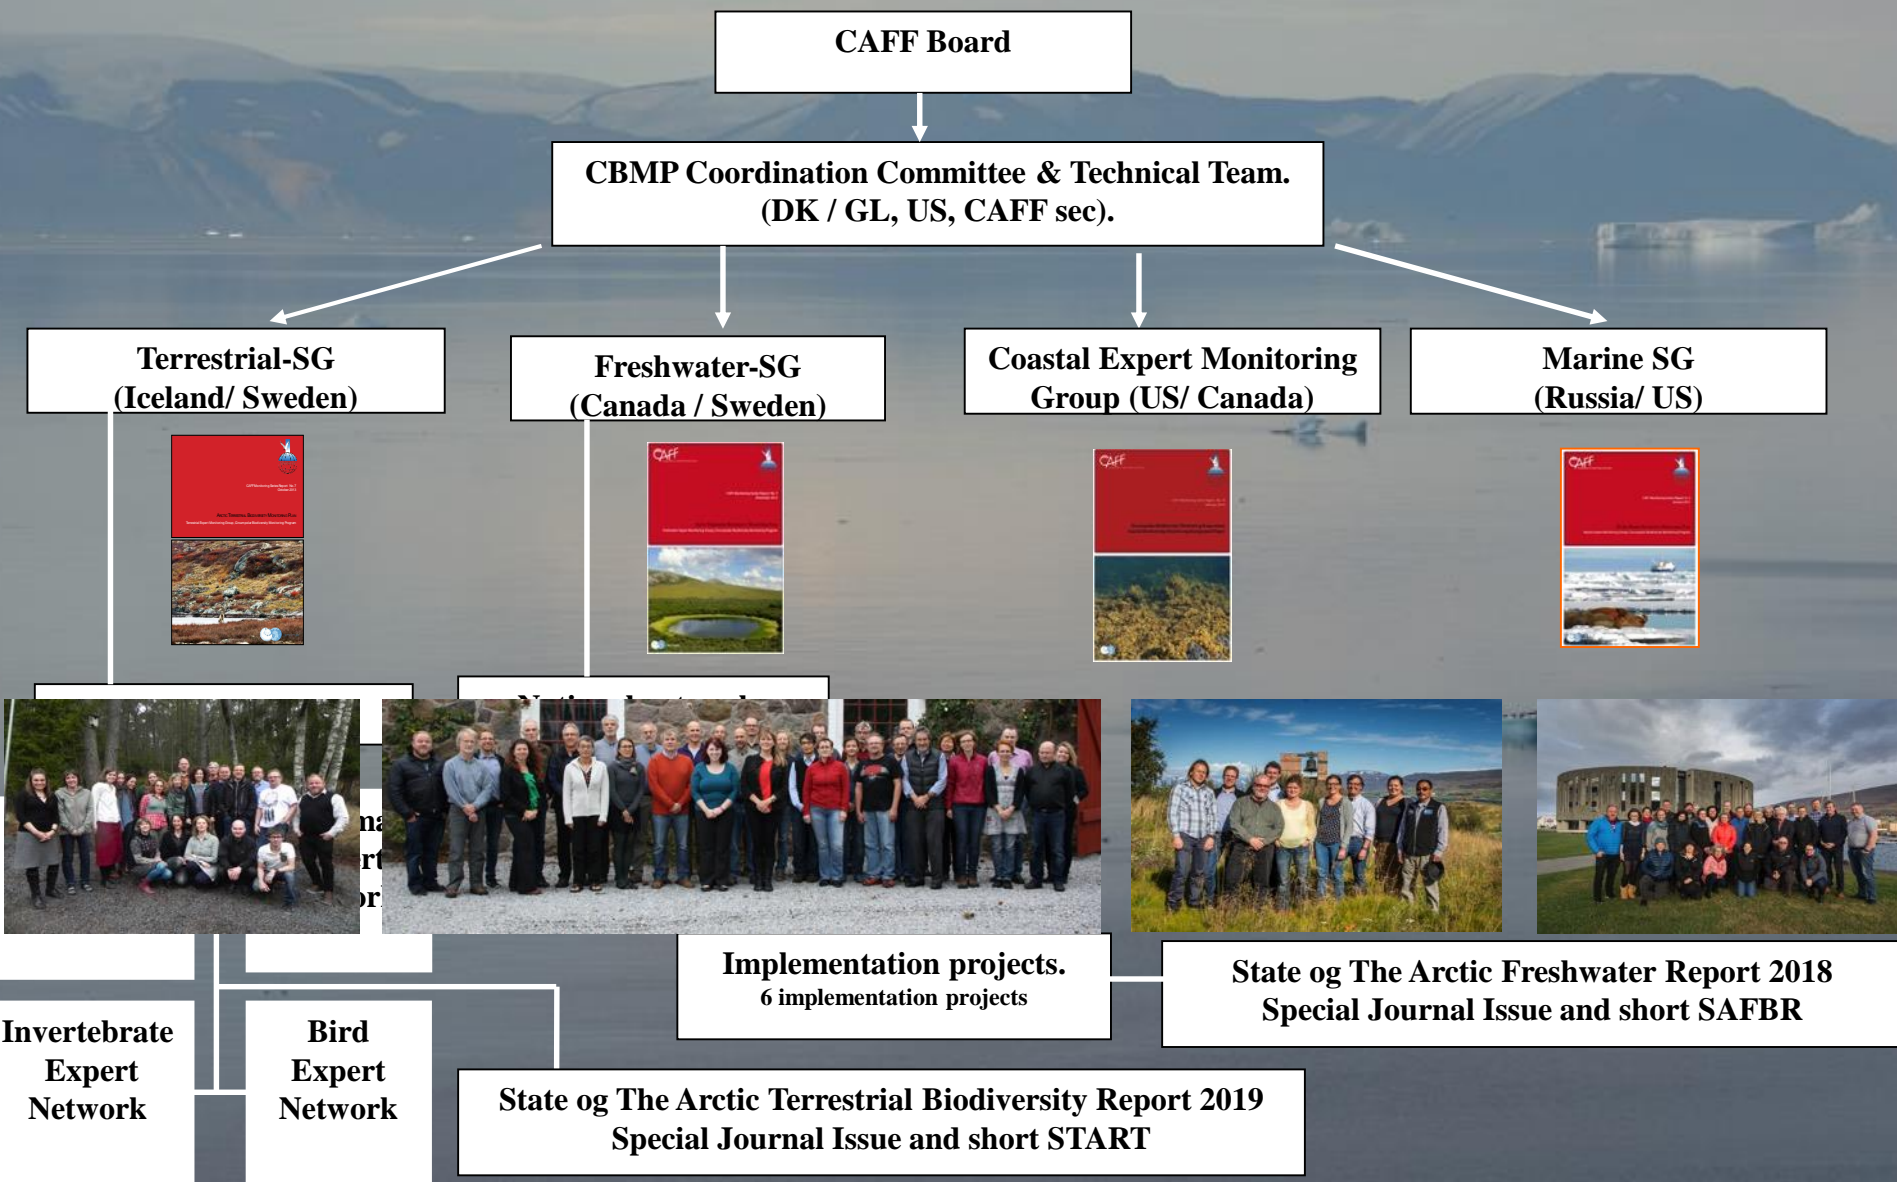 CAFF Board
CBMP Coordination Committee & Technical Team.
(DK / GL, US, CAFF sec).
Terrestrial-SG
(Iceland/ Sweden)
Freshwater-SG
(Canada / Sweden)
Coastal Expert Monitoring
Group (US/ Canada)
Marine SG
(Russia/ US)
CAFF
CAFF
CAFF
Implementation projects.
6 implementation projects
State og The Arctic Freshwater Report 2018
Special Journal Issue and short SAFBR
Invertebrate
Expert
Network
Bird
Expert
Network
State og The Arctic Terrestrial Biodiversity Report 2019
Special Journal Issue and short START